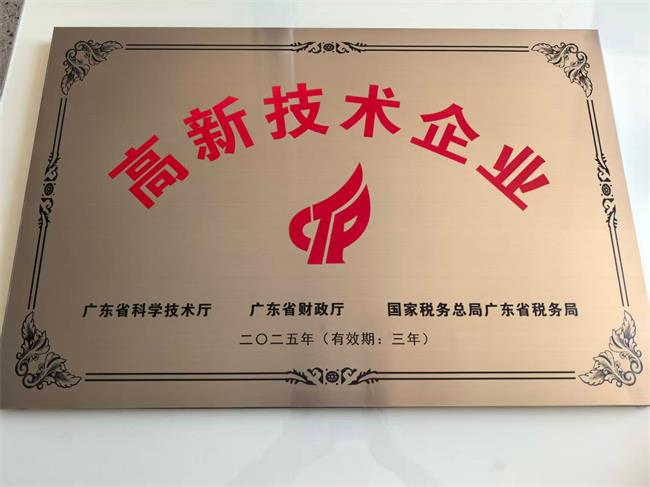 高新技术企业
广东省科学技术厅 广东省财政厅 国家税务总局广东省税务局
二〇二五年（有效期：三年）